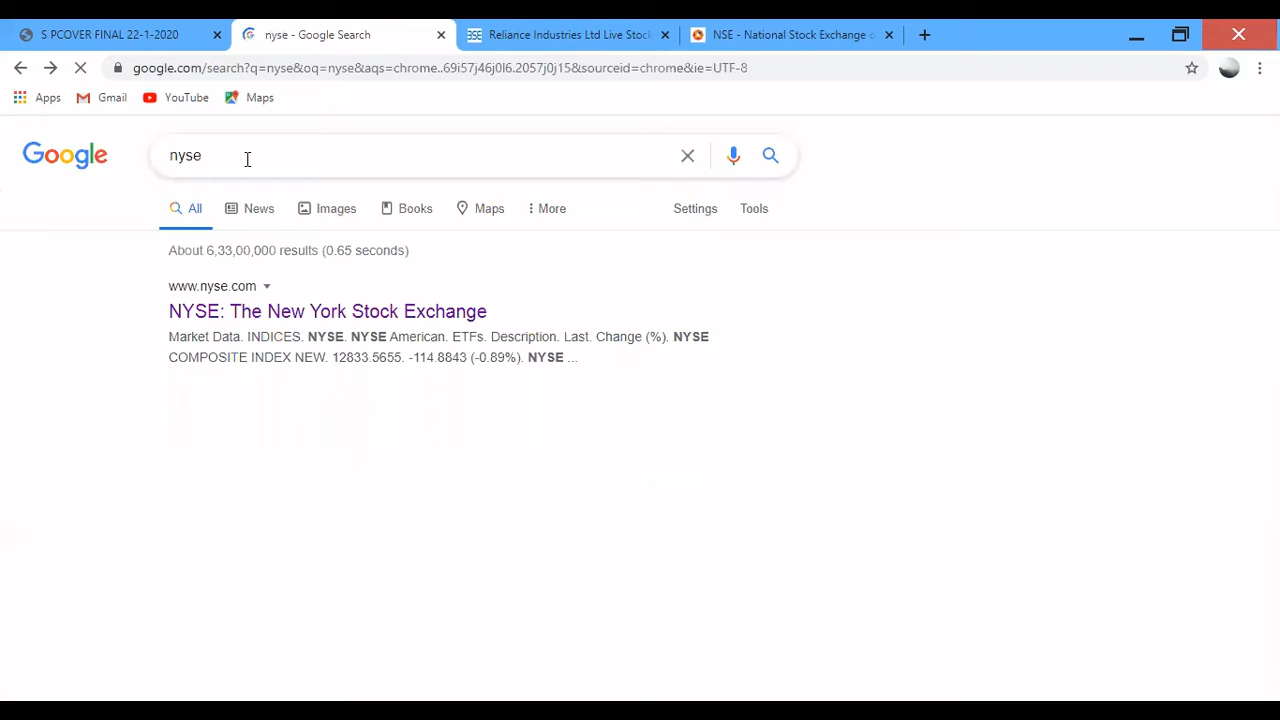 S PCOVER FINAL 22-1-2020
nyse - Google Search
Reliance Industries Ltd Live Stock
NSE - National Stock Exchange o
google.com/search?q=nyse&oq=nyse&aqs=chrome..69i57j46j0l6.2057j0j15&sourceid=chrome&ie=UTF-8
Apps Gmail YouTube Maps
Google
nyse
All News Images Books Maps More Settings Tools
About 6,33,00,000 results (0.65 seconds)
www.nyse.com
NYSE: The New York Stock Exchange
Market Data. INDICES. NYSE. NYSE American. ETFs. Description. Last. Change (%). NYSE
COMPOSITE INDEX NEW. 12833.5655. -114.8843 (-0.89%). NYSE ...